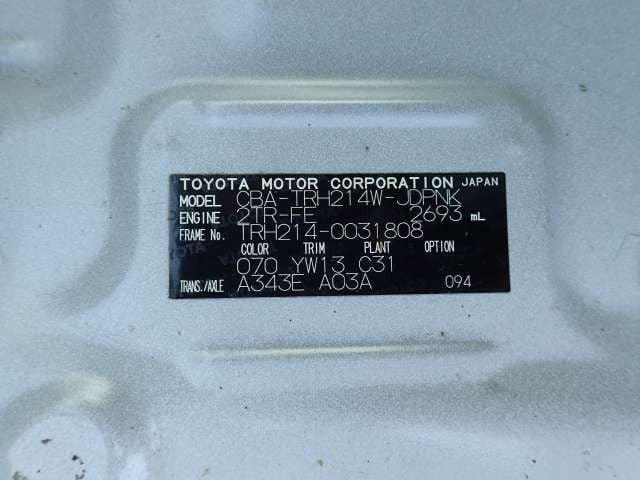 TOYOTA MOTOR CORPORATION JAPAN
MODEL CBA-TRH214W-JDPNK
ENGINE 2TR-FE 2693 mL
FRAME No. TRH214-0031808
COLOR TRIM PLANT OPTION
070 YW13 C31
TRANS./AXLE A343E A03A 094